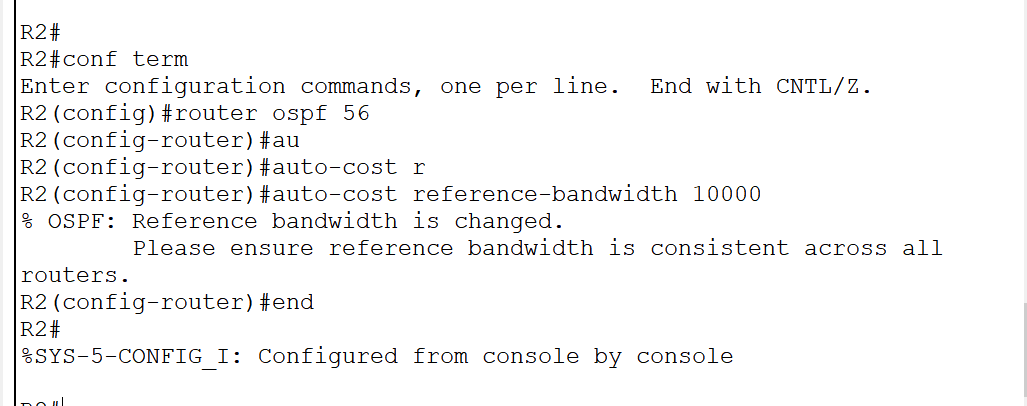 R2#
R2#conf term
Enter configuration commands, one per line.  End with CNTL/Z.
R2(config)#router ospf 56
R2(config-router)#au
R2(config-router)#auto-cost r
R2(config-router)#auto-cost reference-bandwidth 10000
% OSPF: Reference bandwidth is changed.
        Please ensure reference bandwidth is consistent across all
routers.
R2(config-router)#end
R2#
%SYS-5-CONFIG_I: Configured from console by console